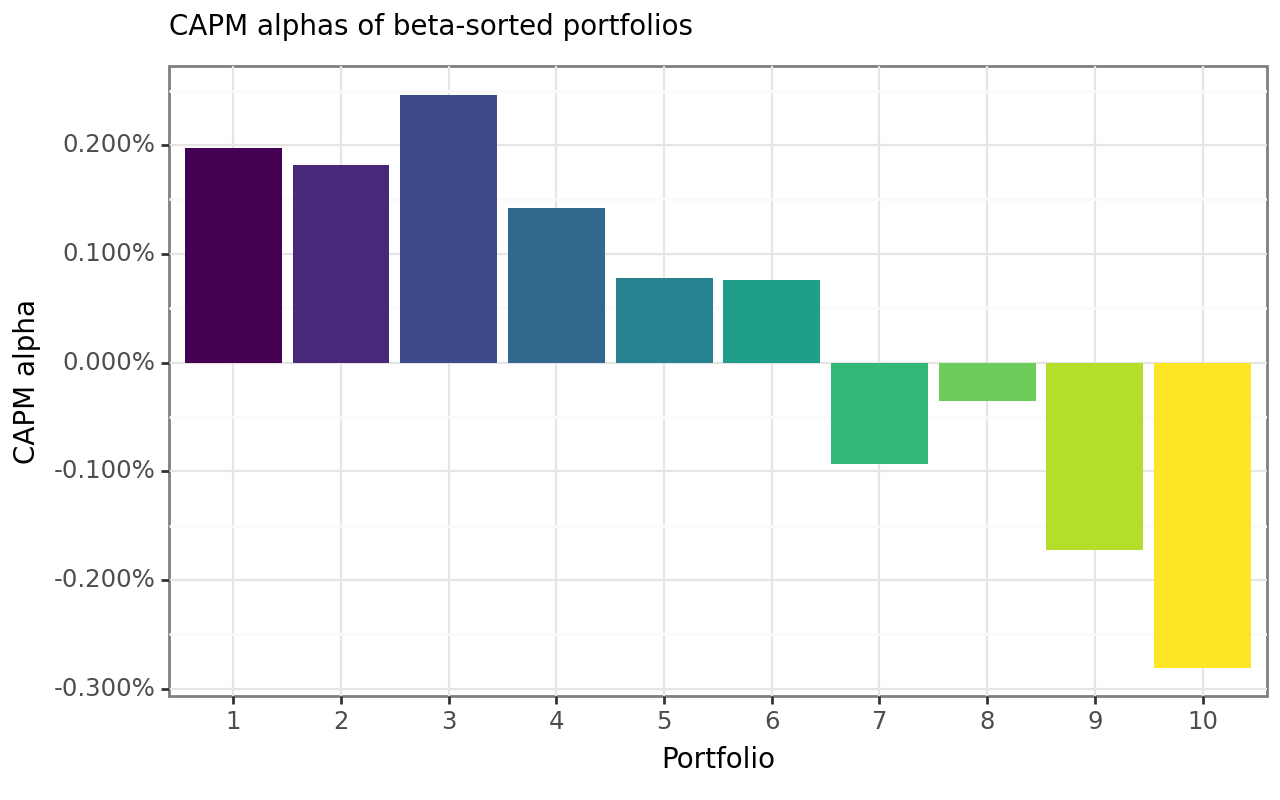 CAPM alphas of beta-sorted portfolios
CAPM alpha
0.200%
0.100%
0.000%
-0.100%
-0.200%
-0.300%
1 2 3 4 5 6 7 8 9 10
Portfolio